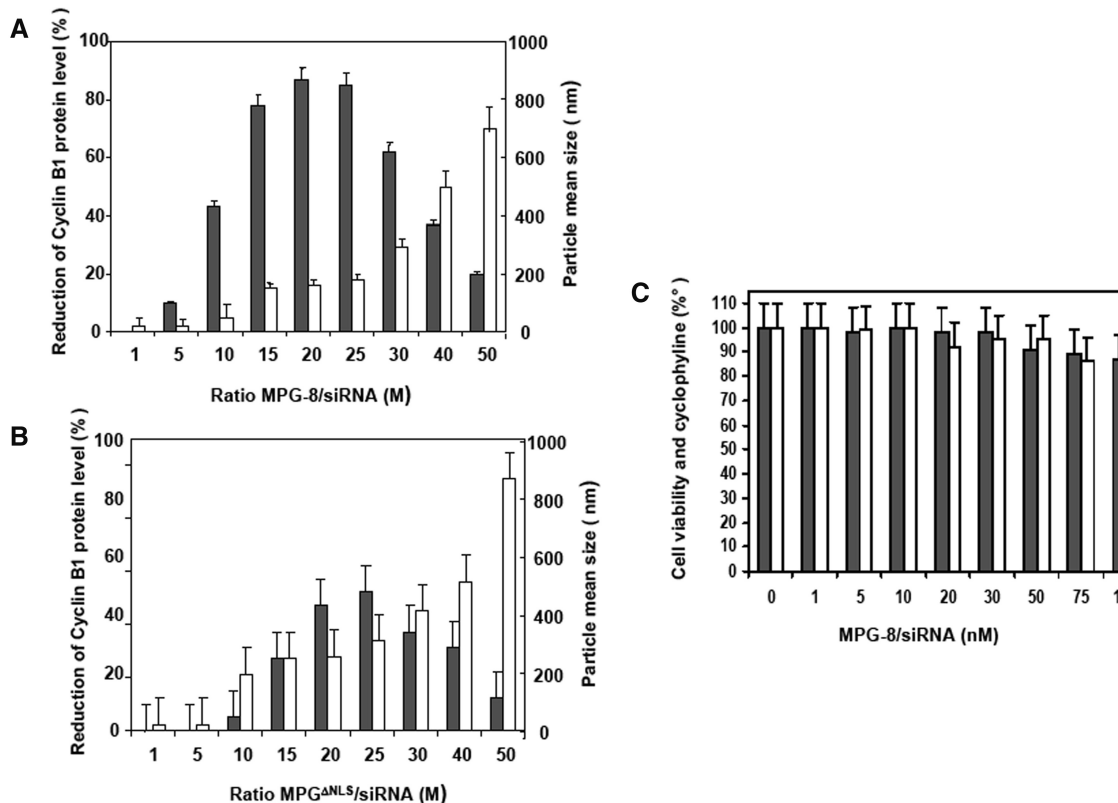 A
Reduction of Cyclin B1 protein level (%)
100
80
60
40
20
0
1000
800
600
400
200
0
Particle mean size ( nm)
1 5 10 15 20 25 30 40 50
Ratio MPG-8/siRNA (M)
B
Reduction of Cyclin B1 protein level (%)
100
80
60
40
20
0
1000
800
600
400
200
0
Particle mean size ( nm)
1 5 10 15 20 25 30 40 50
Ratio MPG^ΔNLS/siRNA (M)
C
Cell viability and cyclophyline (%°)
110
100
90
80
70
60
50
40
30
20
10
0
0 1 5 10 20 30 50 75
MPG-8/siRNA (nM)